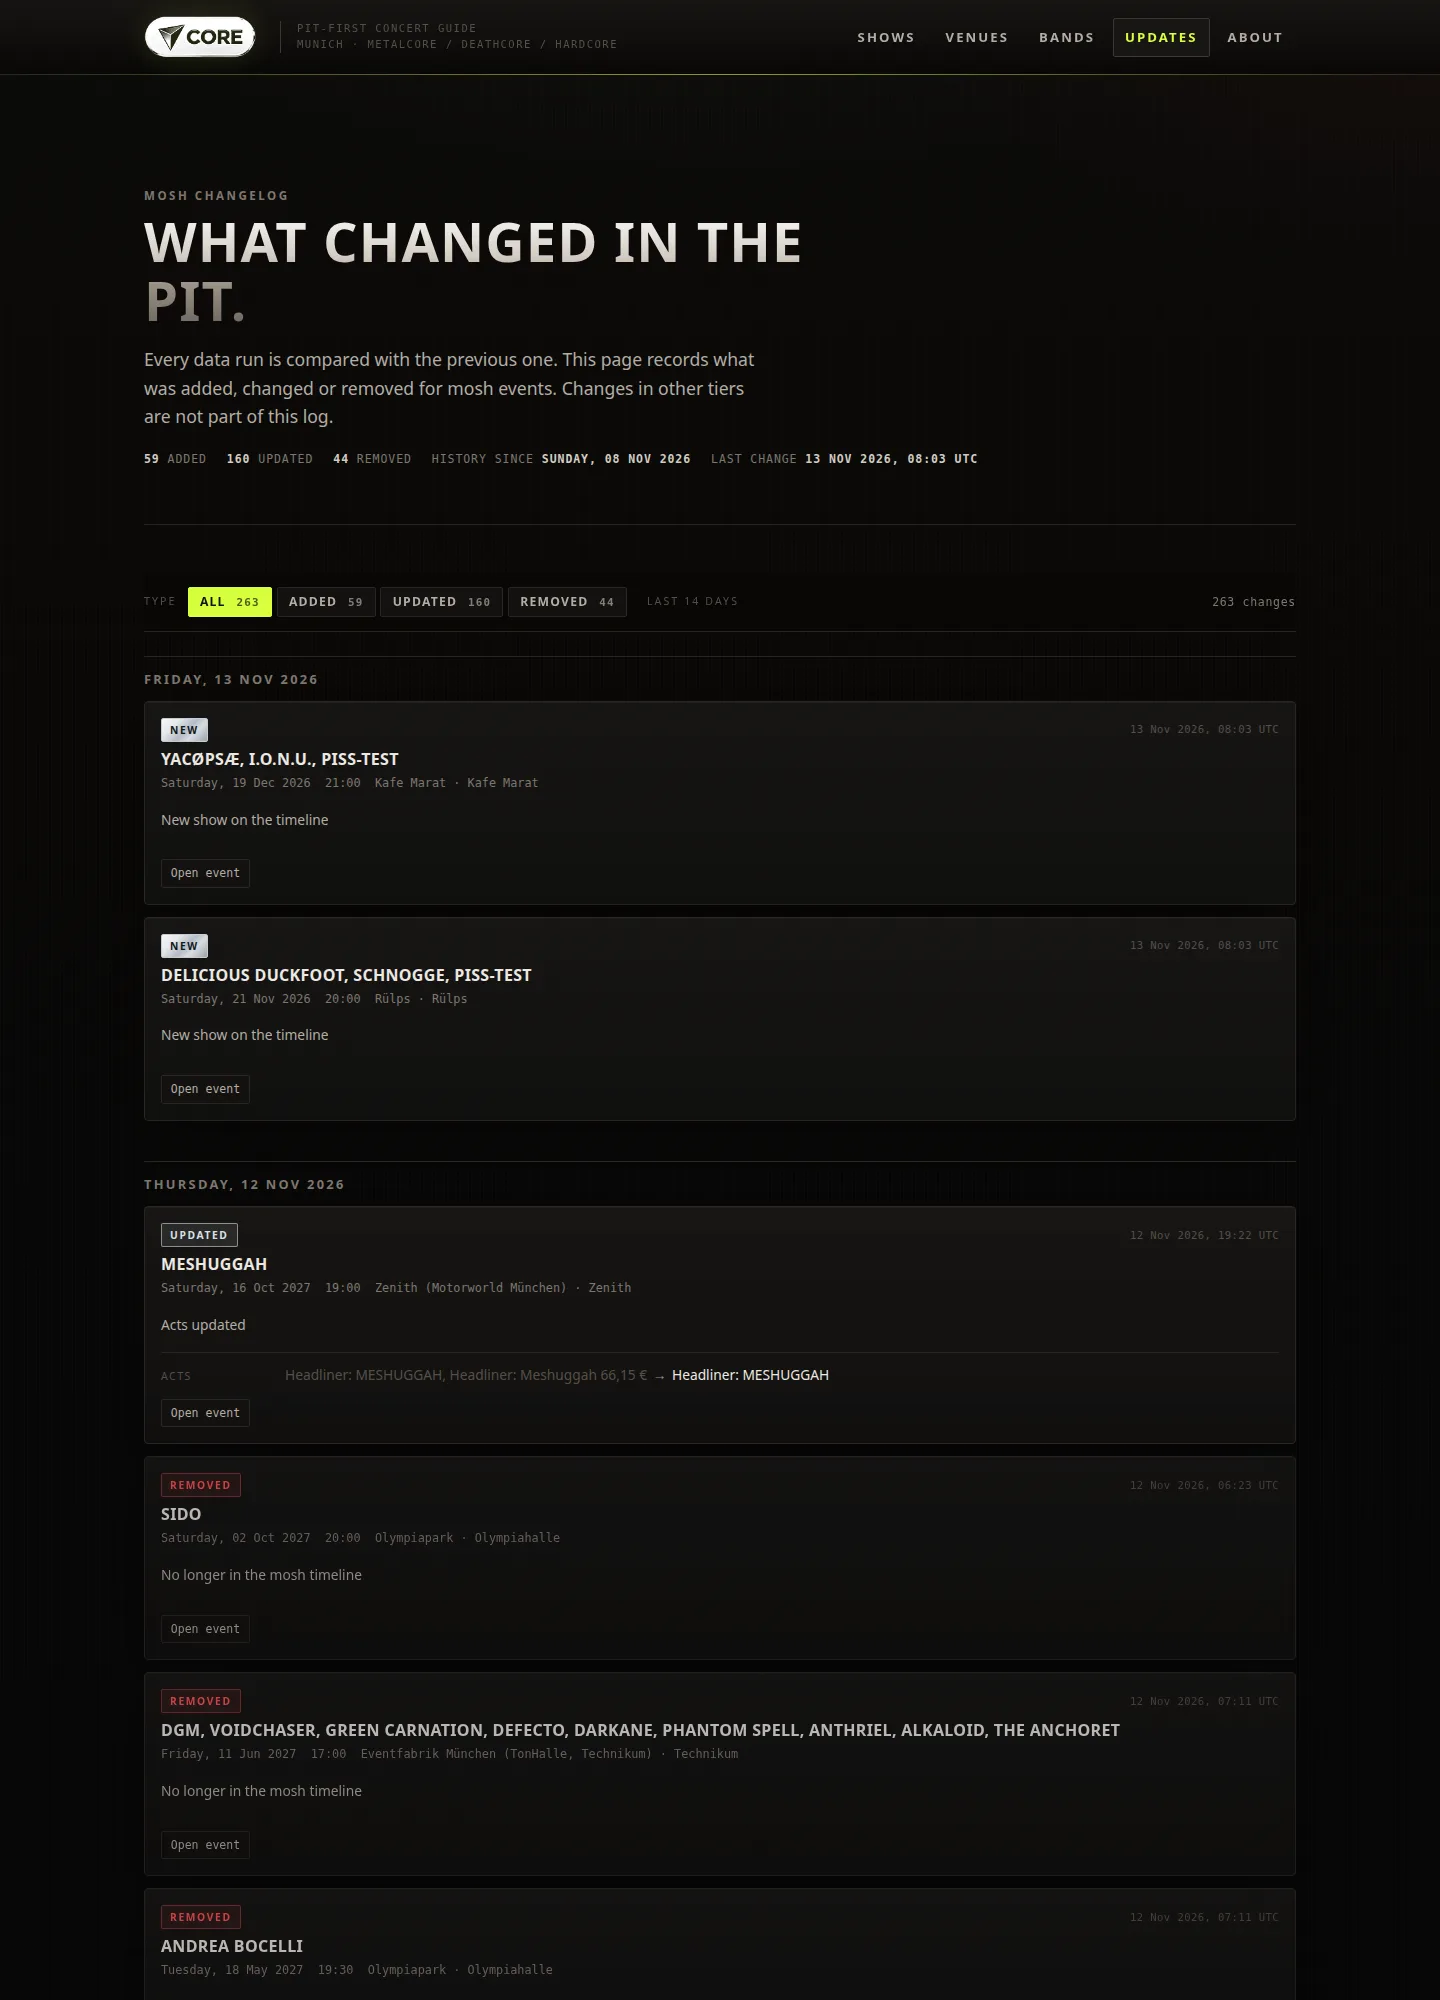 CORE
PIT-FIRST CONCERT GUIDE
MUNICH · METALCORE / DEATHCORE / HARDCORE
SHOWS VENUES BANDS UPDATES ABOUT
MOSH CHANGELOG
WHAT CHANGED IN THE
PIT.
Every data run is compared with the previous one. This page records what
was added, changed or removed for mosh events. Changes in other tiers
are not part of this log.
59 ADDED 160 UPDATED 44 REMOVED HISTORY SINCE SUNDAY, 08 NOV 2026 LAST CHANGE 13 NOV 2026, 08:03 UTC
TYPE ALL 263 ADDED 59 UPDATED 160 REMOVED 44 LAST 14 DAYS 263 changes
FRIDAY, 13 NOV 2026
NEW 13 Nov 2026, 08:03 UTC
YACØPSÆ, I.O.N.U., PISS-TEST
Saturday, 19 Dec 2026 21:00 Kafe Marat · Kafe Marat
New show on the timeline
Open event
NEW 13 Nov 2026, 08:03 UTC
DELICIOUS DUCKFOOT, SCHNOGGE, PISS-TEST
Saturday, 21 Nov 2026 20:00 Rülps · Rülps
New show on the timeline
Open event
THURSDAY, 12 NOV 2026
UPDATED 12 Nov 2026, 19:22 UTC
MESHUGGAH
Saturday, 16 Oct 2027 19:00 Zenith (Motorworld München) · Zenith
Acts updated
ACTS Headliner: MESHUGGAH, Headliner: Meshuggah 66,15 € → Headliner: MESHUGGAH
Open event
REMOVED 12 Nov 2026, 06:23 UTC
SIDO
Saturday, 02 Oct 2027 20:00 Olympiapark · Olympiahalle
No longer in the mosh timeline
Open event
REMOVED 12 Nov 2026, 07:11 UTC
DGM, VOIDCHASER, GREEN CARNATION, DEFECTO, DARKANE, PHANTOM SPELL, ANTHRIEL, ALKALOID, THE ANCHORET
Friday, 11 Jun 2027 17:00 Eventfabrik München (TonHalle, Technikum) · Technikum
No longer in the mosh timeline
Open event
REMOVED 12 Nov 2026, 07:11 UTC
ANDREA BOCELLI
Tuesday, 18 May 2027 19:30 Olympiapark · Olympiahalle